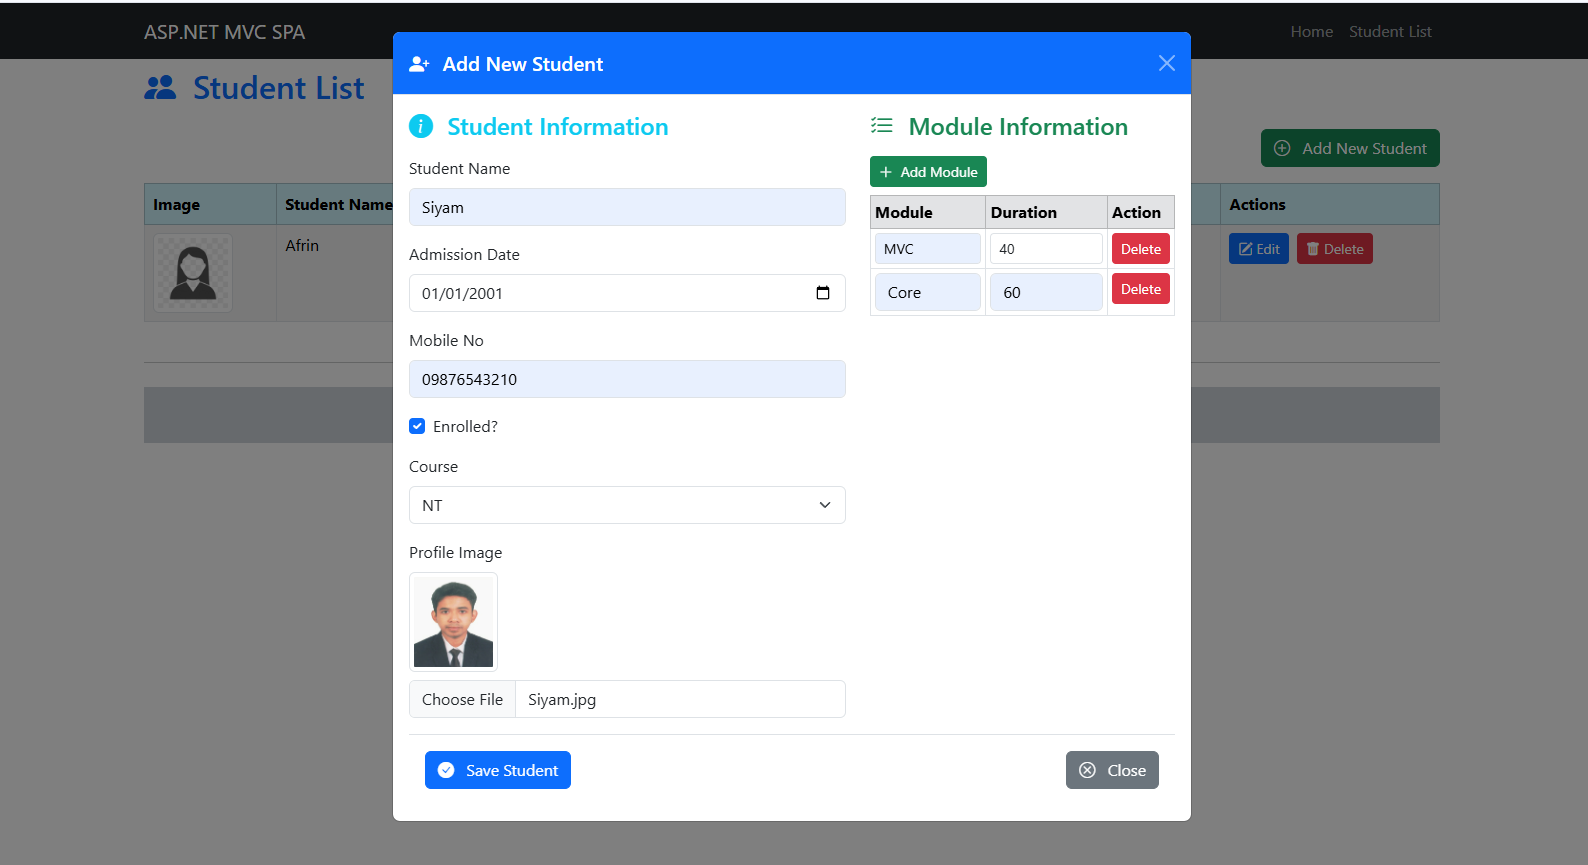 ASP.NET MVC SPA
Home Student List
Student List
Add New Student
Image Student Name Actions
Afrin Edit Delete
Add New Student
Student Information
Student Name
Siyam
Admission Date
01/01/2001
Mobile No
09876543210
Enrolled?
Course
NT
Profile Image
Choose File Siyam.jpg
Module Information
Add Module
Module Duration Action
MVC 40 Delete
Core 60 Delete
Save Student Close